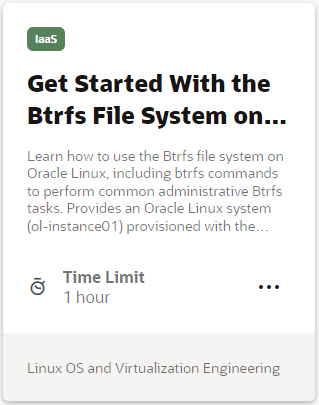 IaaS
Get Started With the
Btrfs File System on...
Learn how to use the Btrfs file system on
Oracle Linux, including btrfs commands
to perform common administrative Btrfs
tasks. Provides an Oracle Linux system
(ol-instance01) provisioned with the...
Time Limit
1 hour
Linux OS and Virtualization Engineering